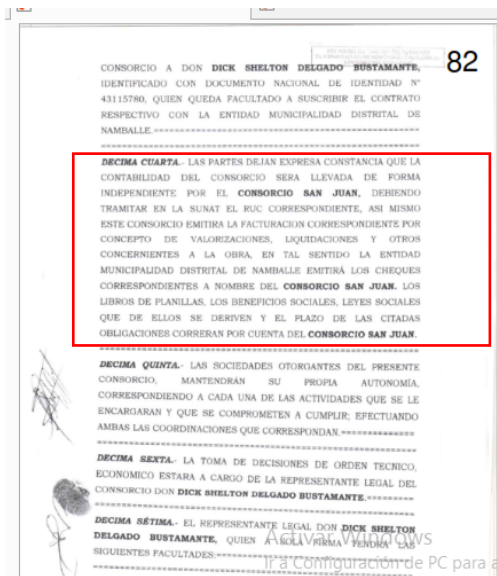 82
CONSORCIO A DON DICK SHELTON DELGADO BUSTAMANTE,
IDENTIFICADO CON DOCUMENTO NACIONAL DE IDENTIDAD Nº
43115780, QUIEN QUEDA FACULTADO A SUSCRIBIR EL CONTRATO
RESPECTIVO CON LA ENTIDAD MUNICIPALIDAD DISTRITAL DE
NAMBALLE.
DECIMA CUARTA.- LAS PARTES DEJAN EXPRESA CONSTANCIA QUE LA
CONTABILIDAD DEL CONSORCIO SERA LLEVADA DE FORMA
INDEPENDIENTE POR EL CONSORCIO SAN JUAN, DEBIENDO
TRAMITAR EN LA SUNAT EL RUC CORRESPONDIENTE, ASI MISMO
ESTE CONSORCIO EMITIRA LA FACTURACION CORRESPONDIENTE POR
CONCEPTO DE VALORIZACIONES, LIQUIDACIONES Y OTROS
CONCERNIENTES A LA OBRA, EN TAL SENTIDO LA ENTIDAD
MUNICIPALIDAD DISTRITAL DE NAMBALLE EMITIRÁ LOS CHEQUES
CORRESPONDIENTES A NOMBRE DEL CONSORCIO SAN JUAN. LOS
LIBROS DE PLANILLAS, LOS BENEFICIOS SOCIALES, LEYES SOCIALES
QUE DE ELLOS SE DERIVEN Y EL PLAZO DE LAS CITADAS
OBLIGACIONES CORRERAN POR CUENTA DEL CONSORCIO SAN JUAN.
DECIMA QUINTA.- LAS SOCIEDADES OTORGANTES DEL PRESENTE
CONSORCIO, MANTENDRÁN SU PROPIA AUTONOMÍA,
CORRESPONDIENDO A CADA UNA DE LAS ACTIVIDADES QUE SE LE
ENCARGARAN Y QUE SE COMPROMETEN A CUMPLIR; EFECTUANDO
AMBAS LAS COORDINACIONES QUE CORRESPONDAN.
DECIMA SEXTA.- LA TOMA DE DECISIONES DE ORDEN TECNICO,
ECONOMICO ESTARA A CARGO DE LA REPRESENTANTE LEGAL DEL
CONSORCIO DON DICK SHELTON DELGADO BUSTAMANTE.
DECIMA SÉTIMA.- EL REPRESENTANTE LEGAL DON DICK SHELTON
DELGADO BUSTAMANTE, QUIEN A SOLA FIRMA TENDRA LAS
SIGUIENTES FACULTADES:
Activar Windows
Ir a Configuración de PC para